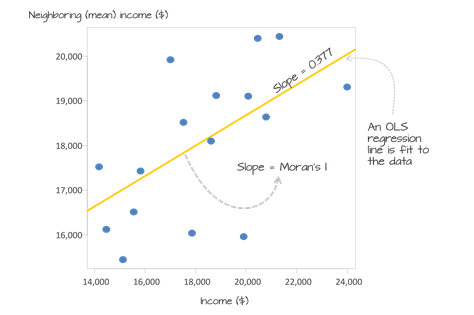 Neighboring (mean) income ($)
20,000
19,000
18,000
17,000
16,000
Slope = 0.377
An OLS
regression
line is fit to
the data
Slope = Moran's I
14,000 16,000 18,000 20,000 22,000 24,000
Income ($)